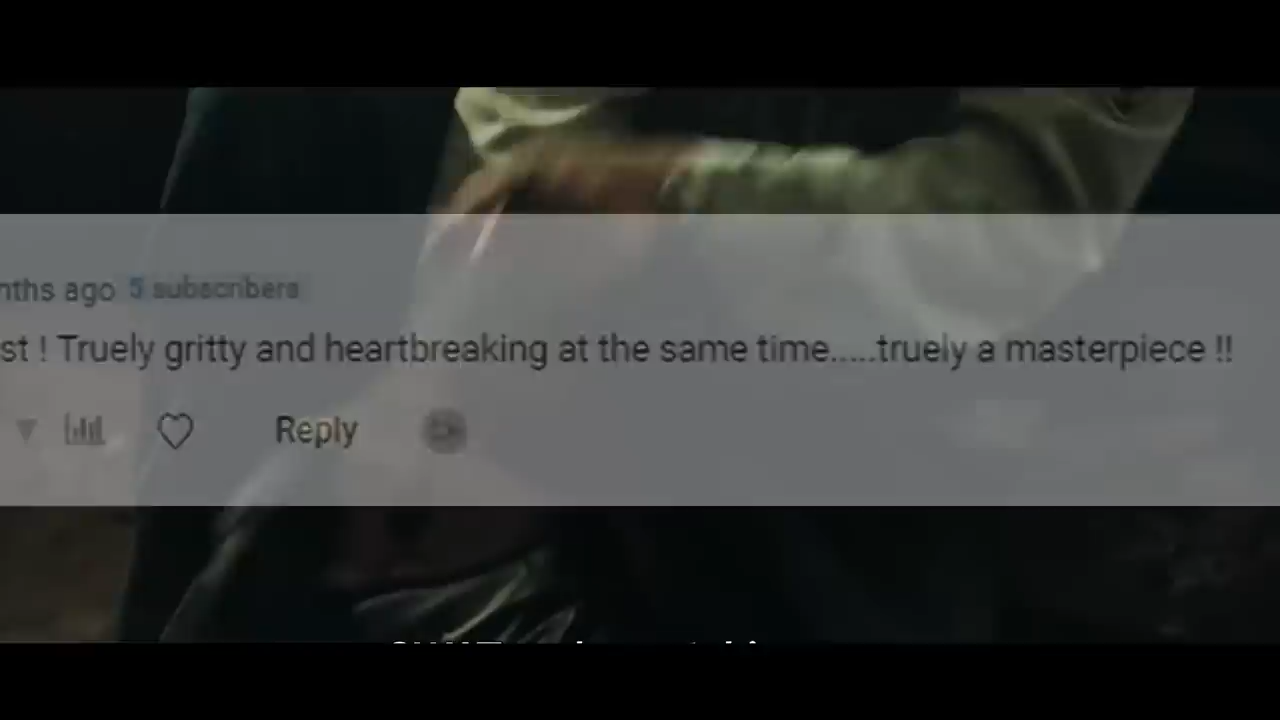 nths ago 5 subscribers
st ! Truely gritty and heartbreaking at the same time.....truely a masterpiece !!
Reply